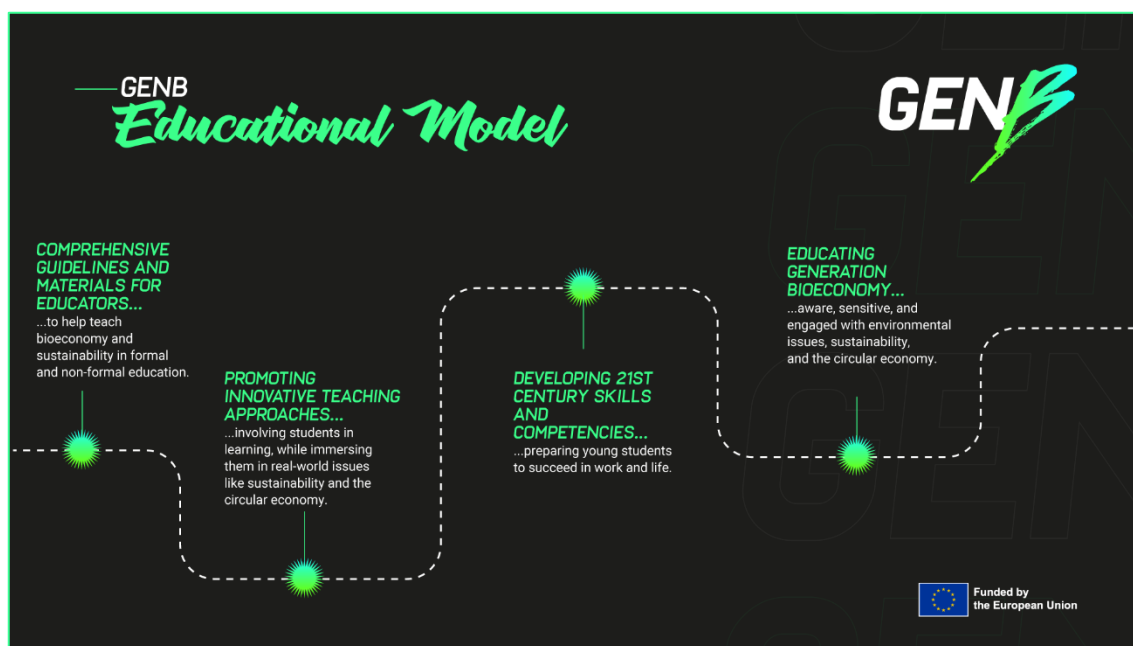 GENB
Educational Model
GENB
COMPREHENSIVE
GUIDELINES AND
MATERIALS FOR
EDUCATORS...
...to help teach
bioeconomy and
sustainability in formal
and non-formal education.
PROMOTING
INNOVATIVE TEACHING
APPROACHES...
...involving students in
learning, while immersing
them in real-world issues
like sustainability and the
circular economy.
DEVELOPING 21ST
CENTURY SKILLS
AND
COMPETENCIES...
...preparing young students
to succeed in work and life.
EDUCATING
GENERATION
BIOECONOMY...
...aware, sensitive, and
engaged with environmental
issues, sustainability,
and the circular economy.
Funded by
the European Union